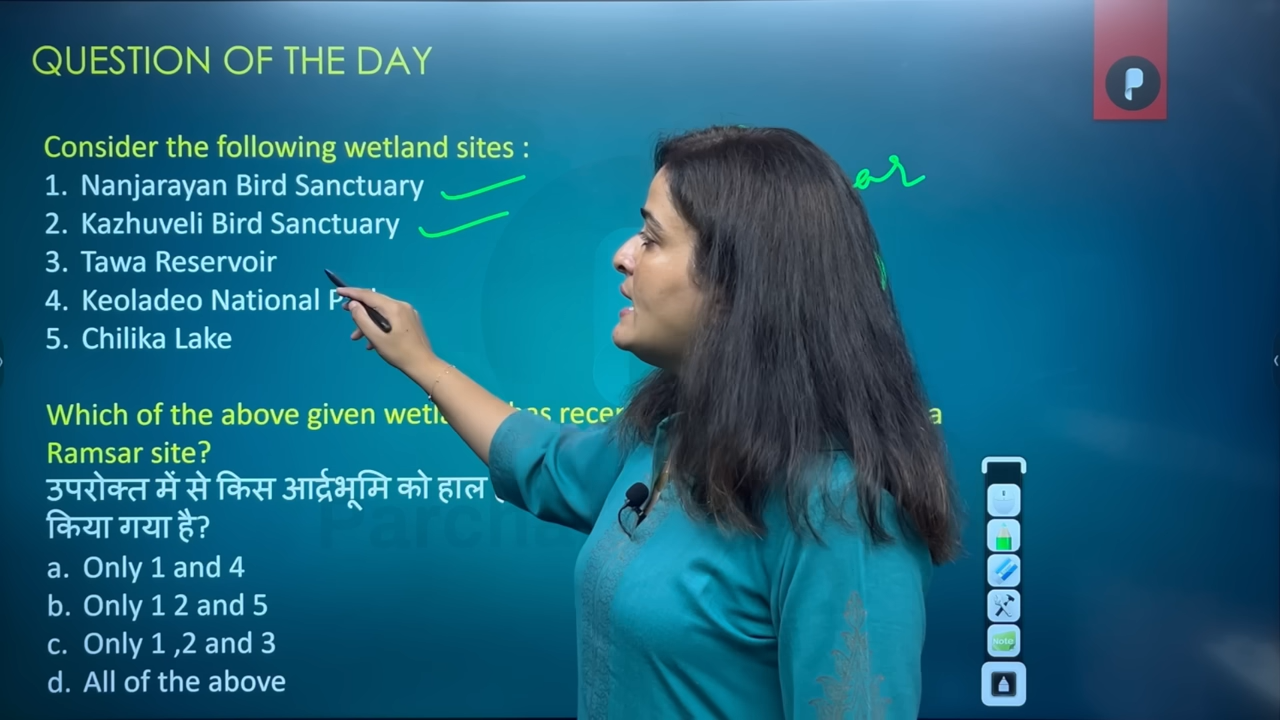 QUESTION OF THE DAY
Consider the following wetland sites :
1. Nanjarayan Bird Sanctuary
2. Kazhuveli Bird Sanctuary
3. Tawa Reservoir
4. Keoladeo National
5. Chilika Lake
Which of the above given has a
Ramsar site?
उपरोक्त में से किस आर्द्रभूमि को हाल
किया गया है?
a. Only 1 and 4
b. Only 1 2 and 5
c. Only 1 ,2 and 3
d. All of the above